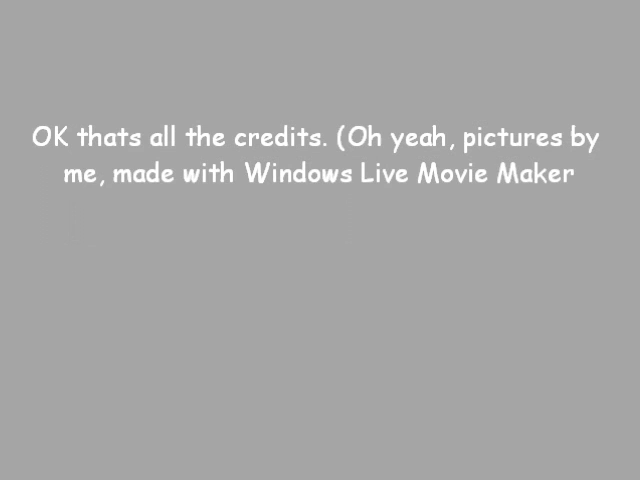 OK thats all the credits. (Oh yeah, pictures by
me, made with Windows Live Movie Maker